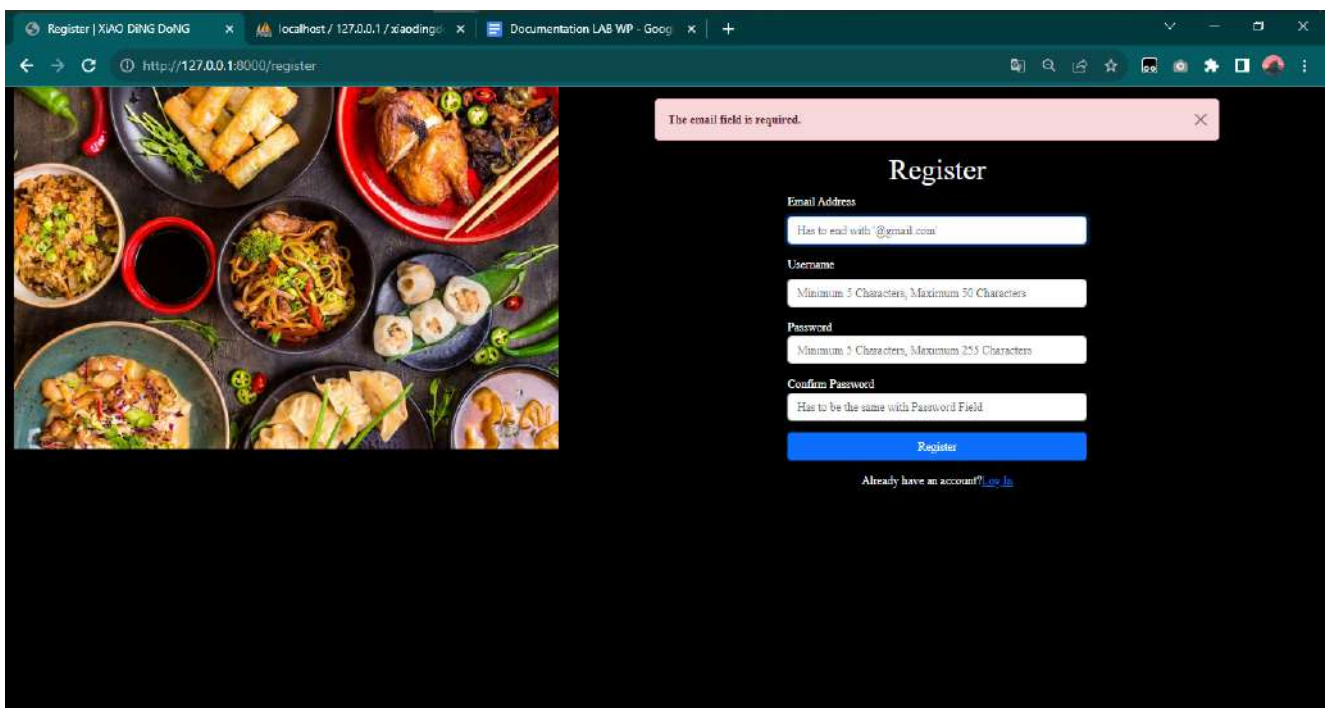 Register | XiAO DiNG DoNG
localhost / 127.0.0.1 / xiaodingd
Documentation LAB WP - Goog
http://127.0.0.1:8000/register
The email field is required.
Register
Email Address
Has to end with '@gmail.com'
Username
Minimum 5 Characters, Maximum 50 Characters
Password
Minimum 5 Characters, Maximum 255 Characters
Confirm Password
Has to be the same with Password Field
Register
Already have an account?Log In